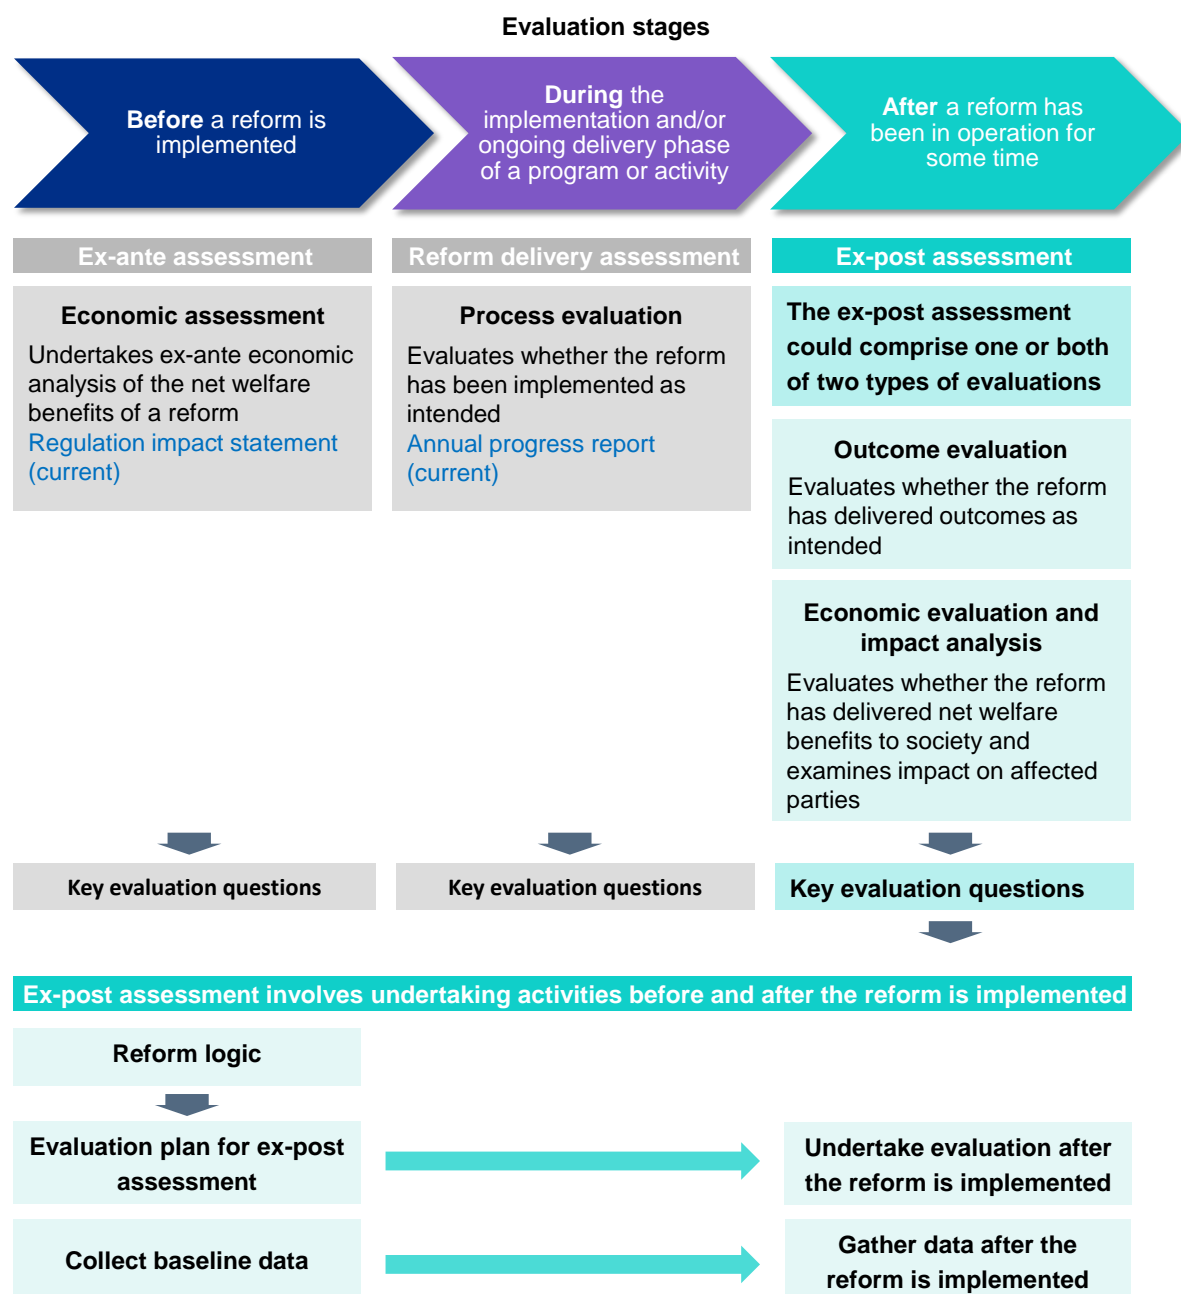 Evaluation stages
Before a reform is
implemented
During the
implementation and/or
ongoing delivery phase
of a program or activity
After a reform has
been in operation for
some time
Ex-ante assessment
Reform delivery assessment
Ex-post assessment
Economic assessment
Undertakes ex-ante economic
analysis of the net welfare
benefits of a reform
Regulation impact statement
(current)
Process evaluation
Evaluates whether the reform
has been implemented as
intended
Annual progress report
(current)
The ex-post assessment
could comprise one or both
of two types of evaluations
Outcome evaluation
Evaluates whether the reform
has delivered outcomes as
intended
Economic evaluation and
impact analysis
Evaluates whether the reform
has delivered net welfare
benefits to society and
examines impact on affected
parties
Key evaluation questions
Key evaluation questions
Key evaluation questions
Ex-post assessment involves undertaking activities before and after the reform is implemented
Reform logic
Evaluation plan for ex-post
assessment
Undertake evaluation after
the reform is implemented
Collect baseline data
Gather data after the
reform is implemented